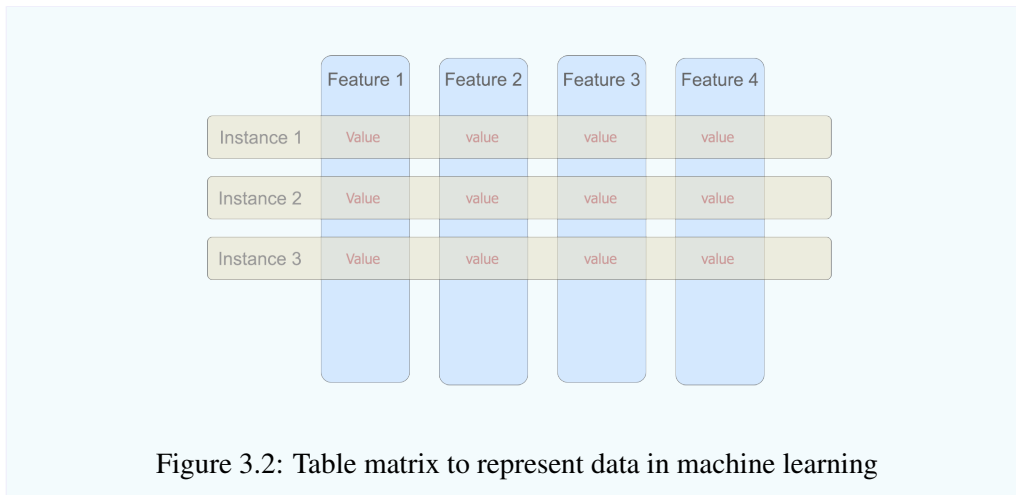 Feature 1 Feature 2 Feature 3 Feature 4
Instance 1 Value value value value
Instance 2 Value value value value
Instance 3 Value value value value
Figure 3.2: Table matrix to represent data in machine learning